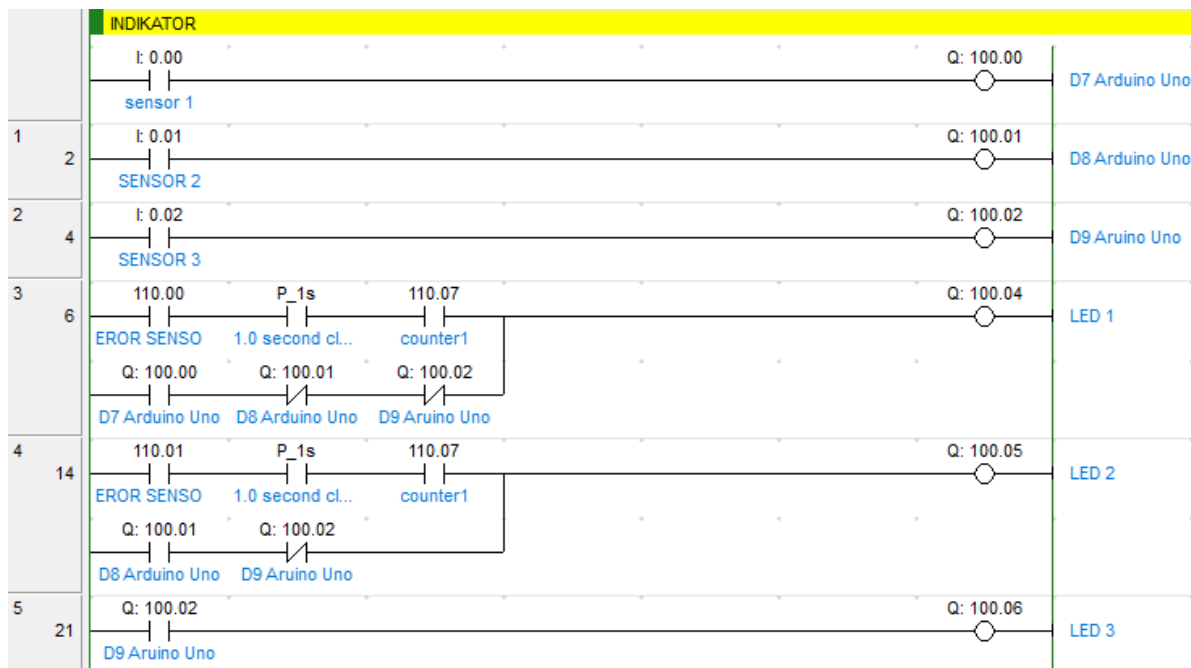 INDIKATOR
I: 0.00 Q: 100.00
D7 Arduino Uno
sensor 1
1 I: 0.01 Q: 100.01
2 D8 Arduino Uno
SENSOR 2
2 I: 0.02 Q: 100.02
4 D9 Aruino Uno
SENSOR 3
3 110.00 P_1s 110.07 Q: 100.04
6 LED 1
EROR SENSO 1.0 second cl... counter1
Q: 100.00 Q: 100.01 Q: 100.02
D7 Arduino Uno D8 Arduino Uno D9 Aruino Uno
4 110.01 P_1s 110.07 Q: 100.05
14 LED 2
EROR SENSO 1.0 second cl... counter1
Q: 100.01 Q: 100.02
D8 Arduino Uno D9 Aruino Uno
5 Q: 100.02 Q: 100.06
21 LED 3
D9 Aruino Uno